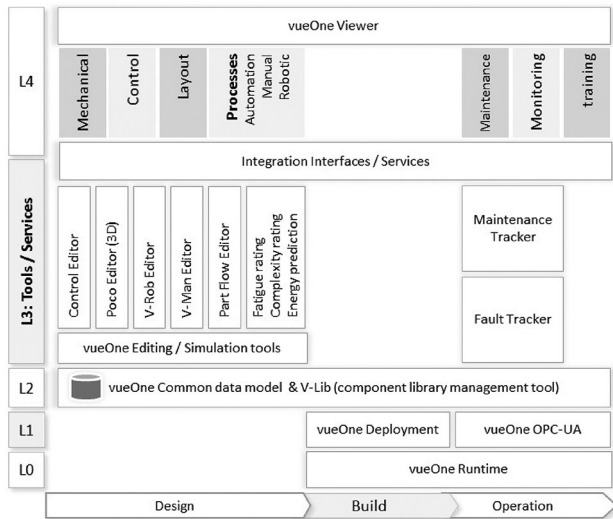 vueOne Viewer
L4
Mechanical
Control
Layout
Processes
Automation
Manual
Robotic
Maintenance
Monitoring
training
Integration Interfaces / Services
L3: Tools / Services
Control Editor
Poco Editor (3D)
V-Rob Editor
V-Man Editor
Part Flow Editor
Fatigue rating
Complexity rating
Energy prediction
Maintenance
Tracker
Fault Tracker
vueOne Editing / Simulation tools
L2
vueOne Common data model & V-Lib (component library management tool)
L1
vueOne Deployment
vueOne OPC-UA
L0
vueOne Runtime
Design
Build
Operation